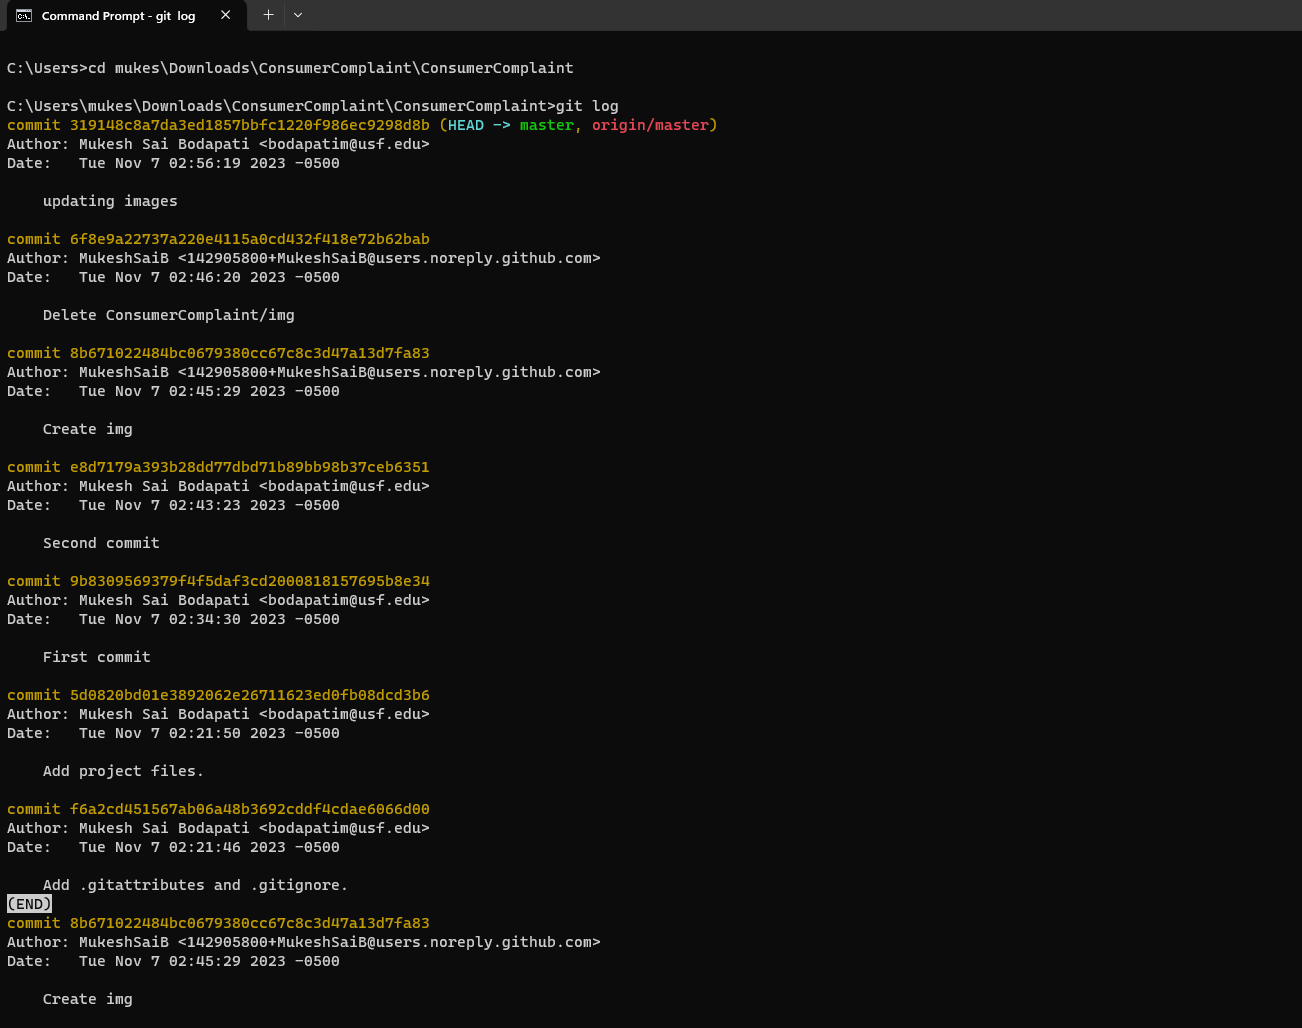 Command Prompt - git log
C:\Users>cd mukes\Downloads\ConsumerComplaint\ConsumerComplaint
C:\Users\mukes\Downloads\ConsumerComplaint\ConsumerComplaint>git log
commit 319148c8a7da3ed1857bbfc1220f986ec9298d8b (HEAD -> master, origin/master)
Author: Mukesh Sai Bodapati <bodapatim@usf.edu>
Date:   Tue Nov 7 02:56:19 2023 -0500
    updating images
commit 6f8e9a22737a220e4115a0cd432f418e72b62bab
Author: MukeshSaiB <142905800+MukeshSaiB@users.noreply.github.com>
Date:   Tue Nov 7 02:46:20 2023 -0500
    Delete ConsumerComplaint/img
commit 8b671022484bc0679380cc67c8c3d47a13d7fa83
Author: MukeshSaiB <142905800+MukeshSaiB@users.noreply.github.com>
Date:   Tue Nov 7 02:45:29 2023 -0500
    Create img
commit e8d7179a393b28dd77dbd71b89bb98b37ceb6351
Author: Mukesh Sai Bodapati <bodapatim@usf.edu>
Date:   Tue Nov 7 02:43:23 2023 -0500
    Second commit
commit 9b8309569379f4f5daf3cd2000818157695b8e34
Author: Mukesh Sai Bodapati <bodapatim@usf.edu>
Date:   Tue Nov 7 02:34:30 2023 -0500
    First commit
commit 5d0820bd01e3892062e26711623ed0fb08dcd3b6
Author: Mukesh Sai Bodapati <bodapatim@usf.edu>
Date:   Tue Nov 7 02:21:50 2023 -0500
    Add project files.
commit f6a2cd451567ab06a48b3692cddf4cdae6066d00
Author: Mukesh Sai Bodapati <bodapatim@usf.edu>
Date:   Tue Nov 7 02:21:46 2023 -0500
    Add .gitattributes and .gitignore.
(END)
commit 8b671022484bc0679380cc67c8c3d47a13d7fa83
Author: MukeshSaiB <142905800+MukeshSaiB@users.noreply.github.com>
Date:   Tue Nov 7 02:45:29 2023 -0500
    Create img